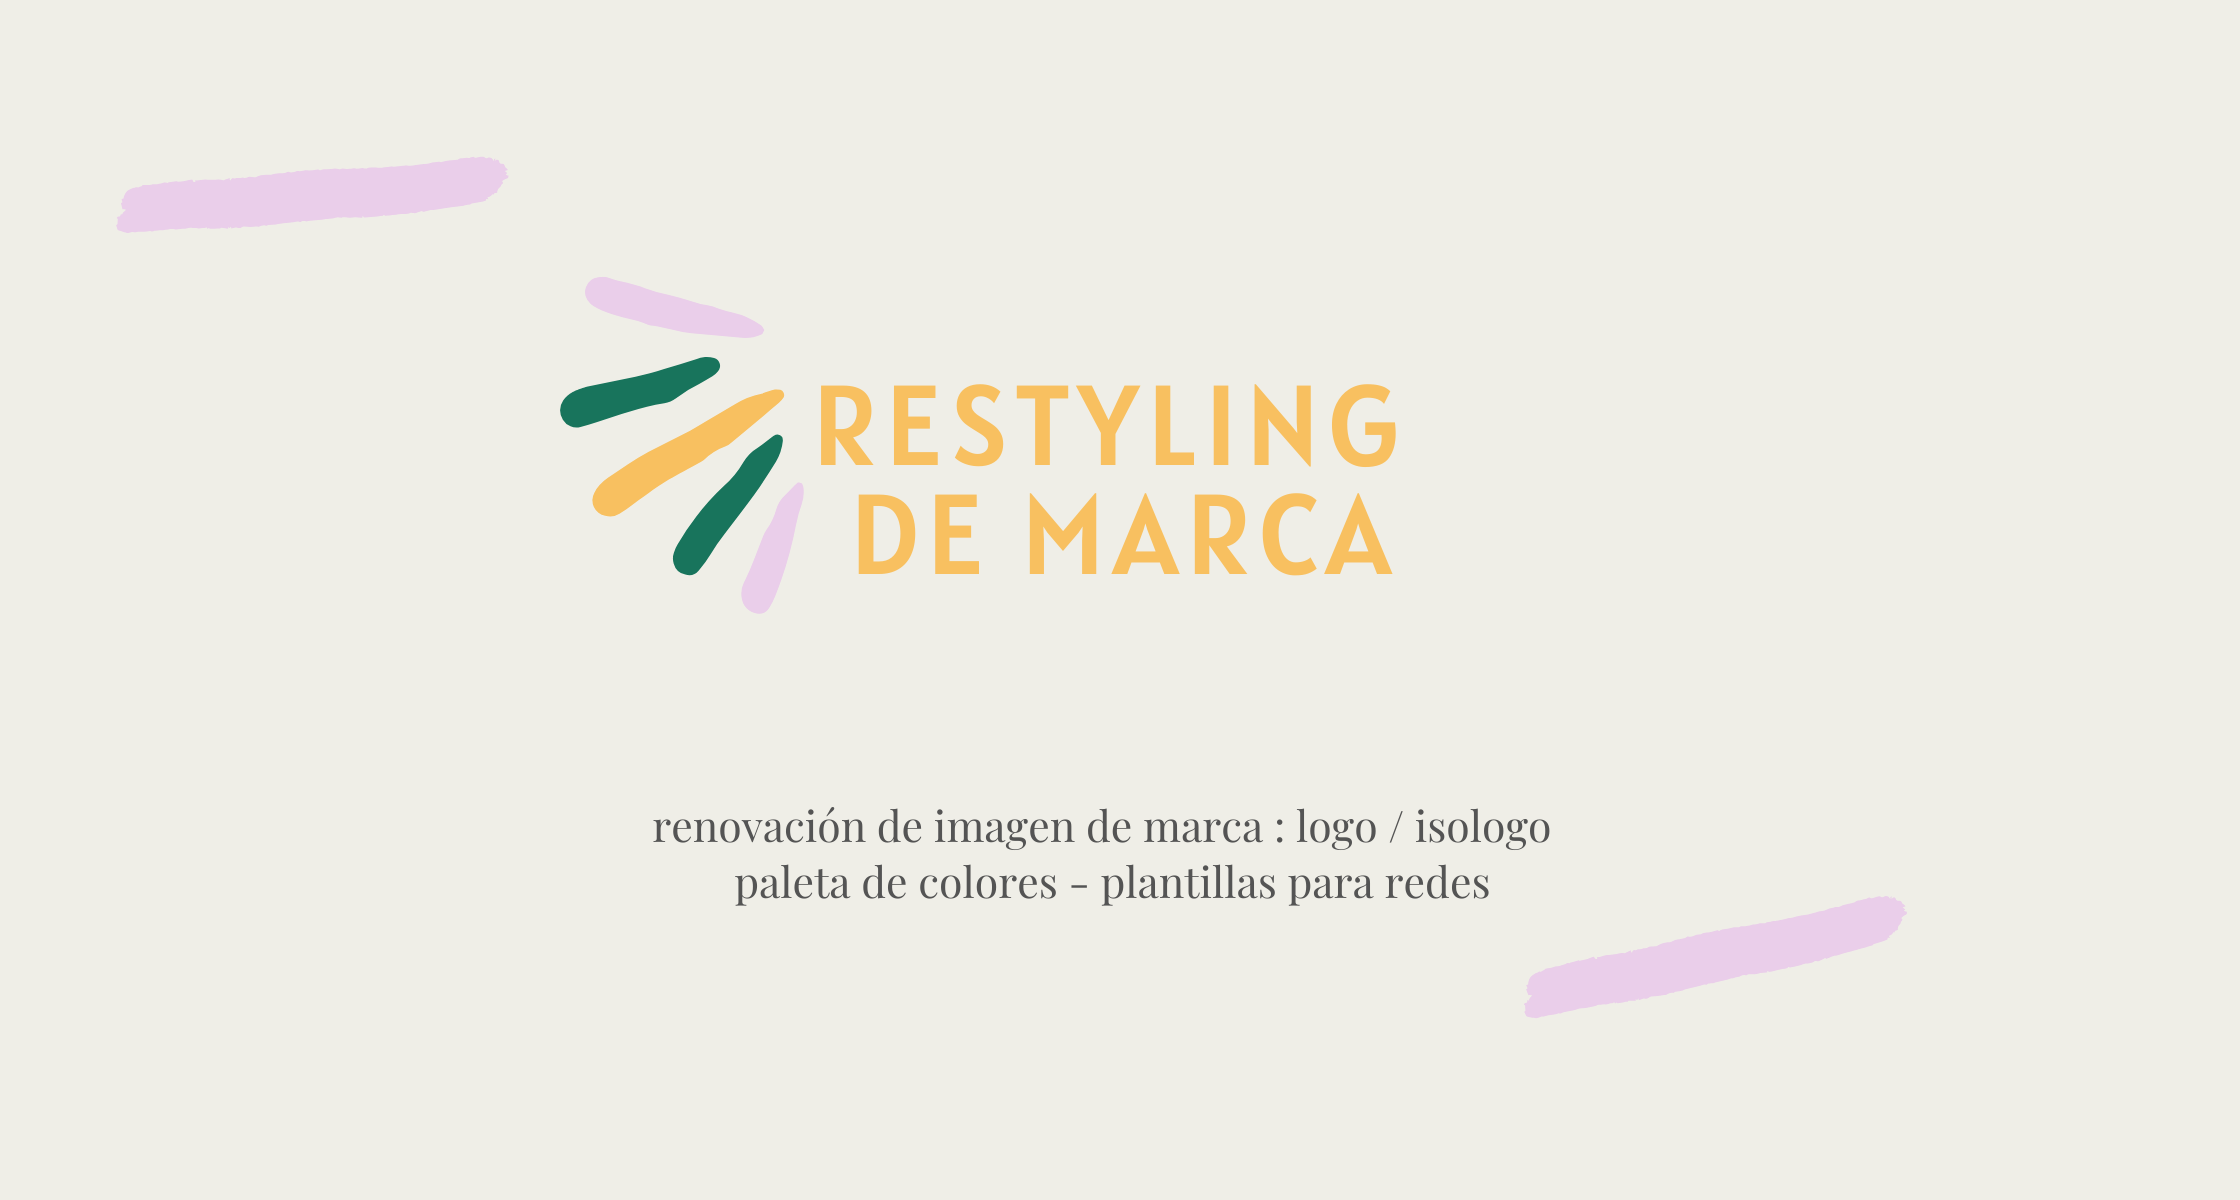 RESTYLING
DE MARCA
renovación de imagen de marca : logo / isologo
paleta de colores - plantillas para redes